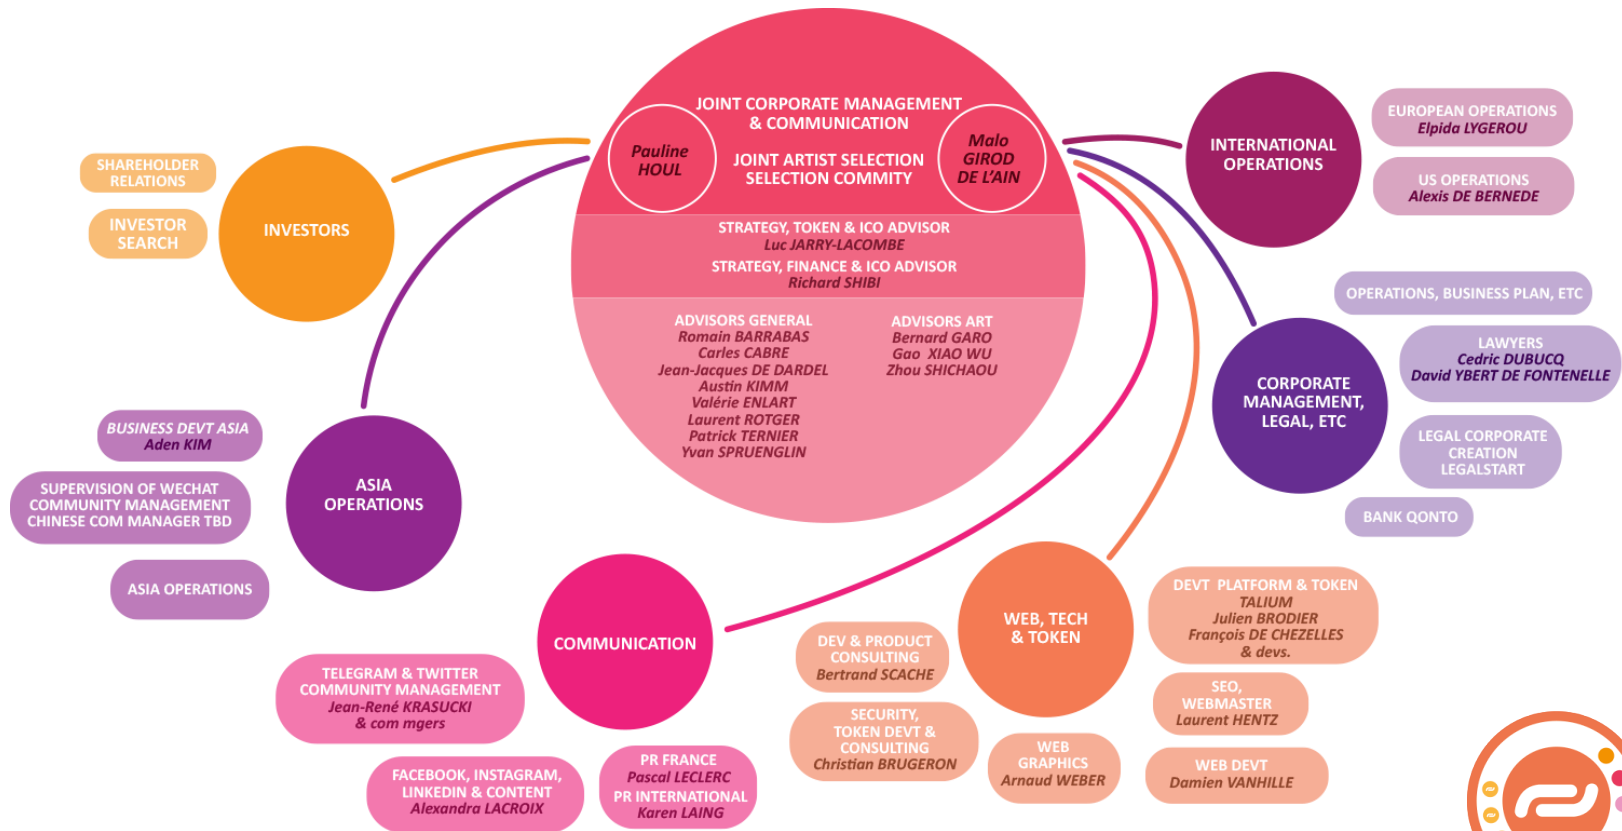 JOINT CORPORATE MANAGEMENT
& COMMUNICATION
Pauline
HOUL
JOINT ARTIST SELECTION
SELECTION COMMITY
Malo
GIROD
DE L'AIN
STRATEGY, TOKEN & ICO ADVISOR
Luc JARRY-LACOMBE
STRATEGY, FINANCE & ICO ADVISOR
Richard SHIBI
ADVISORS GENERAL
Romain BARRABAS
Carles CABRE
Jean-Jacques DE DARDEL
Austin KIMM
Valérie ENLART
Laurent ROTGER
Patrick TERNIER
Yvan SPRUENGLIN
ADVISORS ART
Bernard GARO
Gao XIAO WU
Zhou SHICHAOU
INVESTORS
SHAREHOLDER
RELATIONS
INVESTOR
SEARCH
ASIA
OPERATIONS
BUSINESS DEVT ASIA
Aden KIM
SUPERVISION OF WECHAT
COMMUNITY MANAGEMENT
CHINESE COM MANAGER TBD
ASIA OPERATIONS
COMMUNICATION
TELEGRAM & TWITTER
COMMUNITY MANAGEMENT
Jean-René KRASUCKI
& com mgers
FACEBOOK, INSTAGRAM,
LINKEDIN & CONTENT
Alexandra LACROIX
PR FRANCE
Pascal LECLERC
PR INTERNATIONAL
Karen LAING
WEB, TECH
& TOKEN
DEV & PRODUCT
CONSULTING
Bertrand SCACHE
SECURITY,
TOKEN DEVT &
CONSULTING
Christian BRUGERON
WEB
GRAPHICS
Arnaud WEBER
DEVT PLATFORM & TOKEN
TALIUM
Julien BRODIER
François DE CHEZELLES
& devs.
SEO,
WEBMASTER
Laurent HENTZ
WEB DEVT
Damien VANHILLE
INTERNATIONAL
OPERATIONS
EUROPEAN OPERATIONS
Elpida LYGEROU
US OPERATIONS
Alexis DE BERNEDE
CORPORATE
MANAGEMENT,
LEGAL, ETC
OPERATIONS, BUSINESS PLAN, ETC
LAWYERS
Cedric DUBUCQ
David YBERT DE FONTENELLE
LEGAL CORPORATE
CREATION
LEGALSTART
BANK QONTO